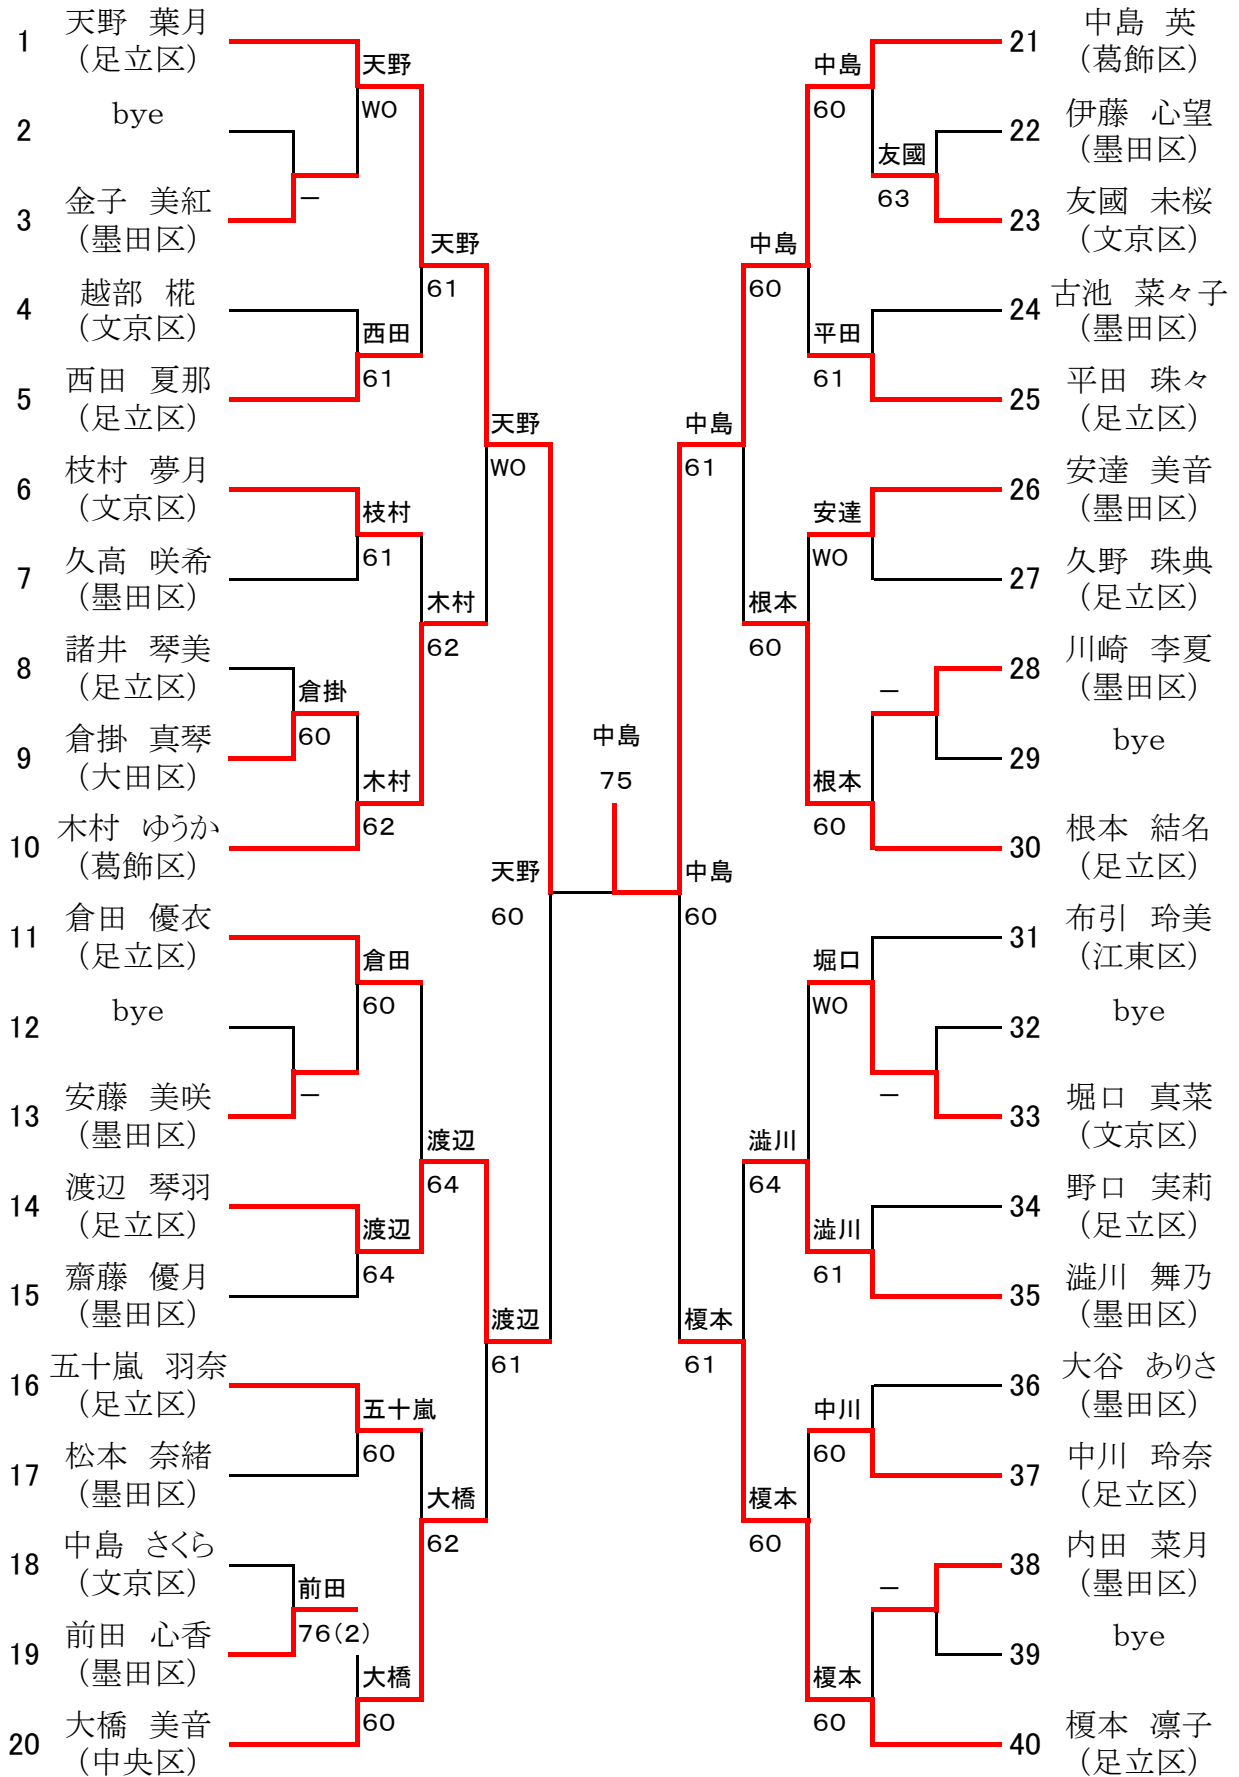 1 天野 葉月
(足立区)
2 bye
3 金子 美紅
(墨田区)
4 越部 椛
(文京区)
5 西田 夏那
(足立区)
6 枝村 夢月
(文京区)
7 久高 咲希
(墨田区)
8 諸井 琴美
(足立区)
9 倉掛 真琴
(大田区)
10 木村 ゆうか
(葛飾区)
11 倉田 優衣
(足立区)
12 bye
13 安藤 美咲
(墨田区)
14 渡辺 琴羽
(足立区)
15 齋藤 優月
(墨田区)
16 五十嵐 羽奈
(足立区)
17 松本 奈緒
(墨田区)
18 中島 さくら
(文京区)
19 前田 心香
(墨田区)
20 大橋 美音
(中央区)
–
倉掛
60
–
前田
76(2)
天野
WO
西田
61
枝村
61
木村
62
倉田
60
渡辺
64
五十嵐
60
大橋
60
天野
61
木村
62
渡辺
64
大橋
62
天野
WO
渡辺
61
天野
60
中島
75
中島
60
中島
61
榎本
61
中島
60
根本
60
澁川
64
榎本
60
中島
60
平田
61
安達
WO
根本
60
堀口
WO
澁川
61
中川
60
榎本
60
友國
63
–
–
–
21 中島 英
(葛飾区)
22 伊藤 心望
(墨田区)
23 友國 未桜
(文京区)
24 古池 菜々子
(墨田区)
25 平田 珠々
(足立区)
26 安達 美音
(墨田区)
27 久野 珠典
(足立区)
28 川崎 李夏
(墨田区)
29 bye
30 根本 結名
(足立区)
31 布引 玲美
(江東区)
32 bye
33 堀口 真菜
(文京区)
34 野口 実莉
(足立区)
35 澁川 舞乃
(墨田区)
36 大谷 ありさ
(墨田区)
37 中川 玲奈
(足立区)
38 内田 菜月
(墨田区)
39 bye
40 榎本 凛子
(足立区)